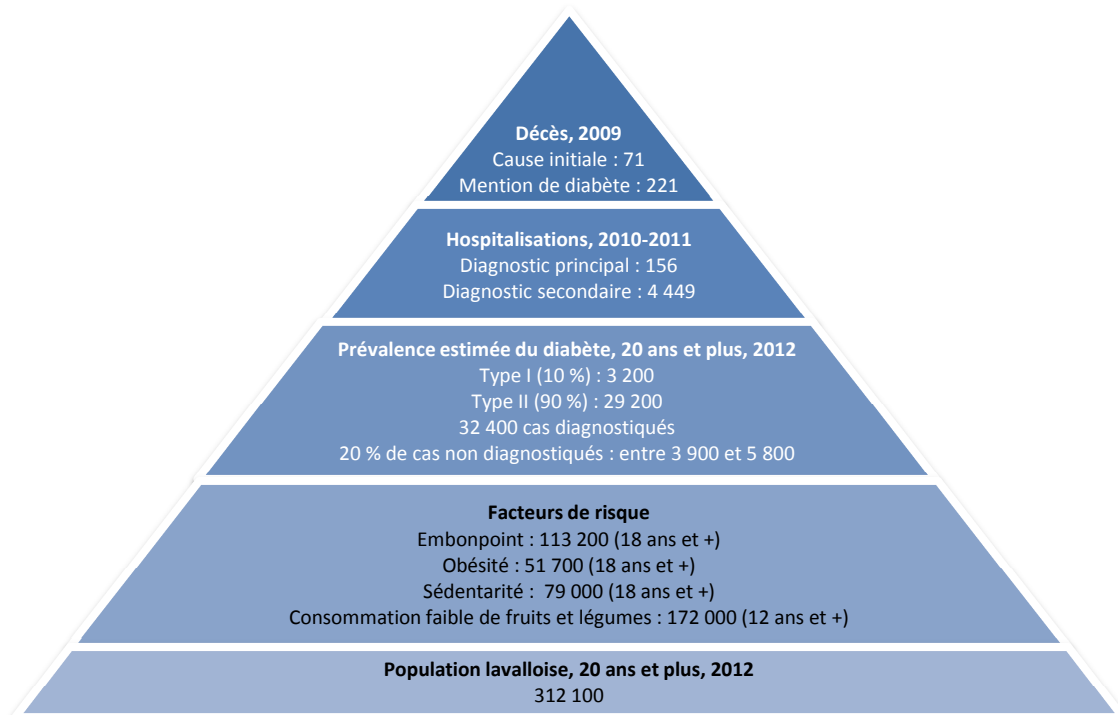 Décès, 2009
Cause initiale : 71
Mention de diabète : 221
Hospitalisations, 2010-2011
Diagnostic principal : 156
Diagnostic secondaire : 4 449
Prévalence estimée du diabète, 20 ans et plus, 2012
Type I (10 %) : 3 200
Type II (90 %) : 29 200
32 400 cas diagnostiqués
20 % de cas non diagnostiqués : entre 3 900 et 5 800
Facteurs de risque
Embonpoint : 113 200 (18 ans et +)
Obésité : 51 700 (18 ans et +)
Sédentarité :  79 000 (18 ans et +)
Consommation faible de fruits et légumes : 172 000 (12 ans et +)
Population lavalloise, 20 ans et plus, 2012
312 100